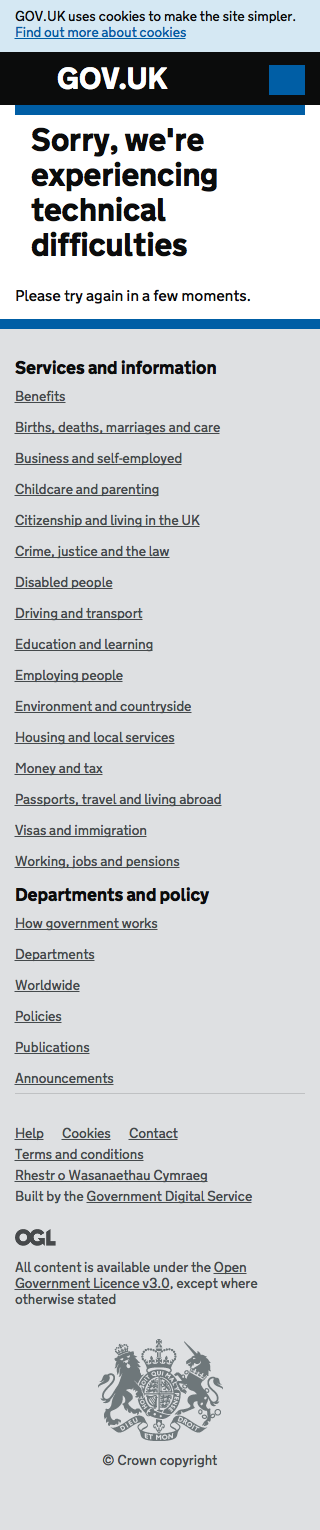 GOV.UK uses cookies to make the site simpler.
Find out more about cookies
GOV.UK
Sorry, we're
experiencing
technical
difficulties
Please try again in a few moments.
Services and information
Benefits
Births, deaths, marriages and care
Business and self-employed
Childcare and parenting
Citizenship and living in the UK
Crime, justice and the law
Disabled people
Driving and transport
Education and learning
Employing people
Environment and countryside
Housing and local services
Money and tax
Passports, travel and living abroad
Visas and immigration
Working, jobs and pensions
Departments and policy
How government works
Departments
Worldwide
Policies
Publications
Announcements
Help Cookies Contact
Terms and conditions
Rhestr o Wasanaethau Cymraeg
Built by the Government Digital Service
OGL
All content is available under the Open
Government Licence v3.0, except where
otherwise stated
DIEU ET MON DROIT
© Crown copyright